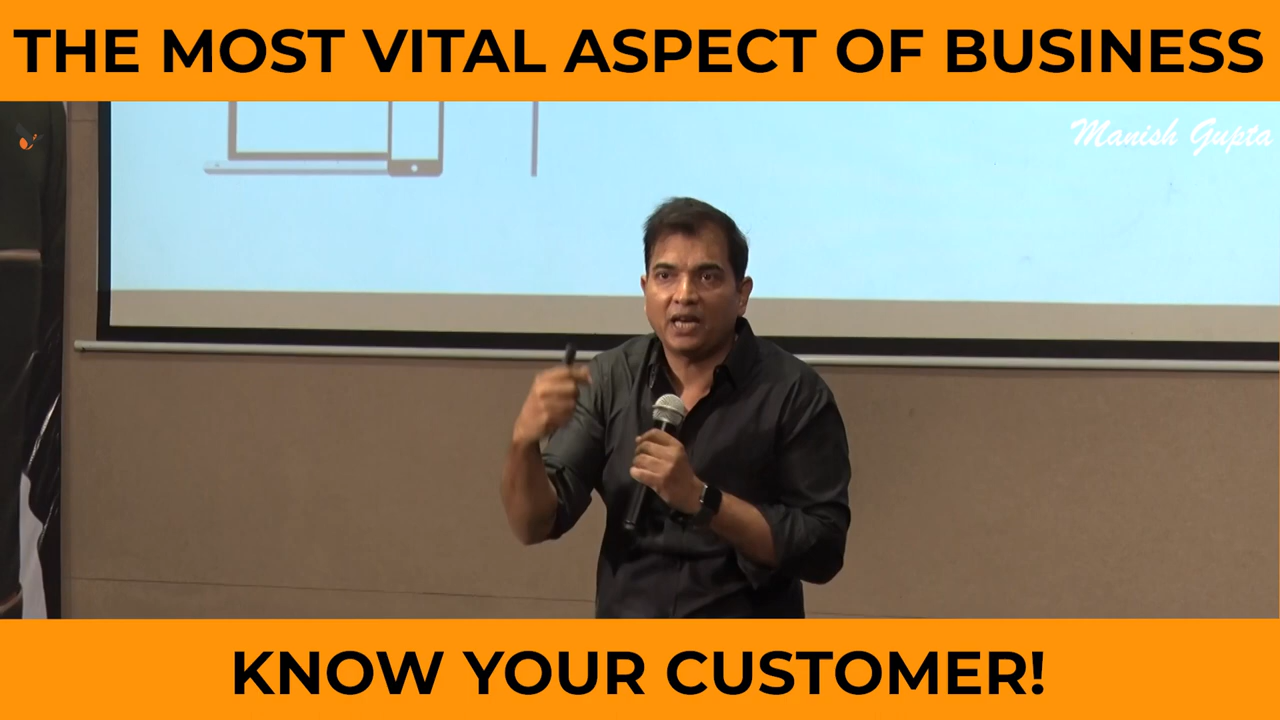 THE MOST VITAL ASPECT OF BUSINESS
Manish Gupta
KNOW YOUR CUSTOMER!